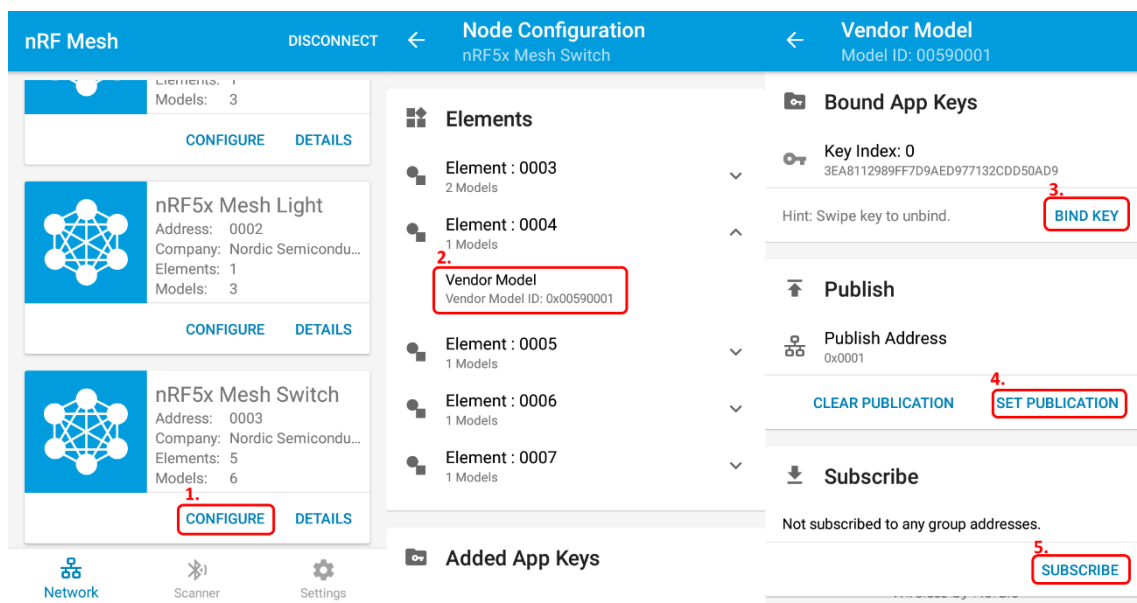 nRF Mesh
DISCONNECT
Elements: 1
Models: 3
CONFIGURE DETAILS
nRF5x Mesh Light
Address: 0002
Company: Nordic Semicondu...
Elements: 1
Models: 3
CONFIGURE DETAILS
nRF5x Mesh Switch
Address: 0003
Company: Nordic Semicondu...
Elements: 5
Models: 6
1.
CONFIGURE DETAILS
Network Scanner Settings
Node Configuration
nRF5x Mesh Switch
Elements
Element : 0003
2 Models
Element : 0004
1 Models
2.
Vendor Model
Vendor Model ID: 0x00590001
Element : 0005
1 Models
Element : 0006
1 Models
Element : 0007
1 Models
Added App Keys
Vendor Model
Model ID: 00590001
Bound App Keys
Key Index: 0
3EA8112989FF7D9AED977132CDD50AD9
3.
Hint: Swipe key to unbind. BIND KEY
Publish
Publish Address
0x0001
4.
CLEAR PUBLICATION SET PUBLICATION
Subscribe
Not subscribed to any group addresses.
5.
SUBSCRIBE